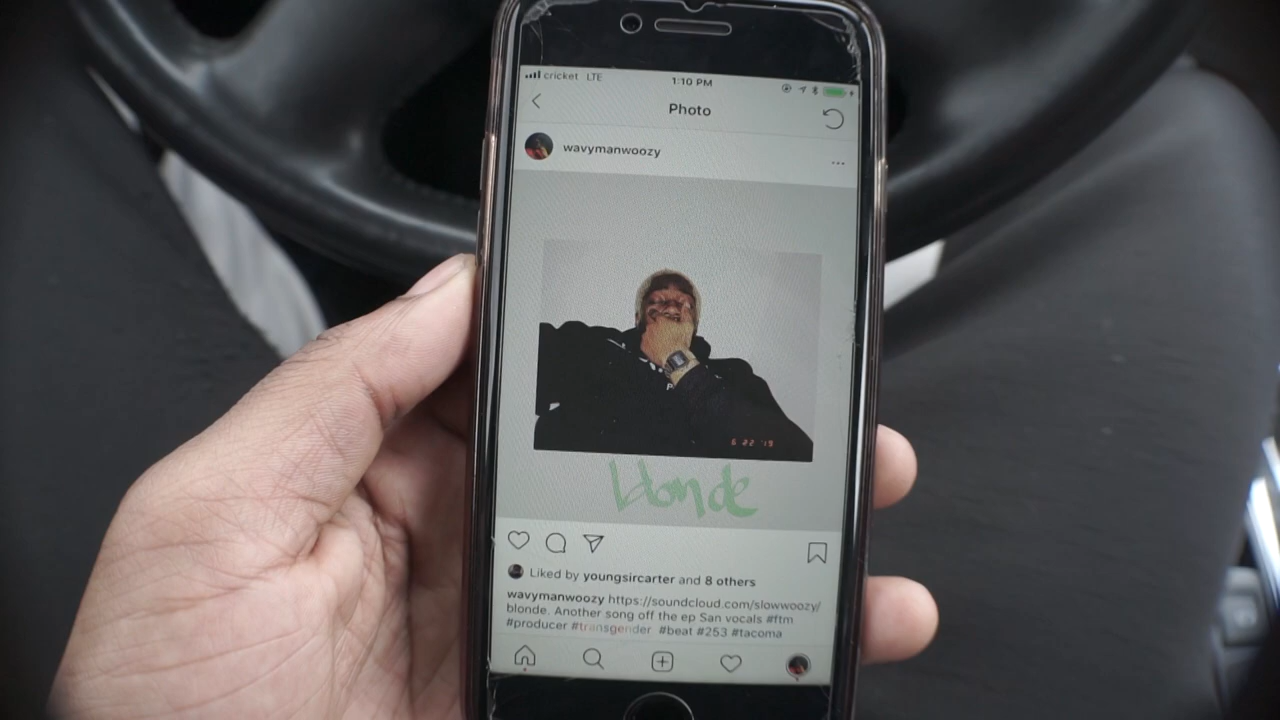 cricket LTE 1:10 PM
Photo
wavymanwoozy
6 22 '19
blonde
Liked by youngsircarter and 8 others
wavymanwoozy https://soundcloud.com/slowwoozy/
blonde. Another song off the ep San vocals #ftm
#producer #transgender #beat #253 #tacoma